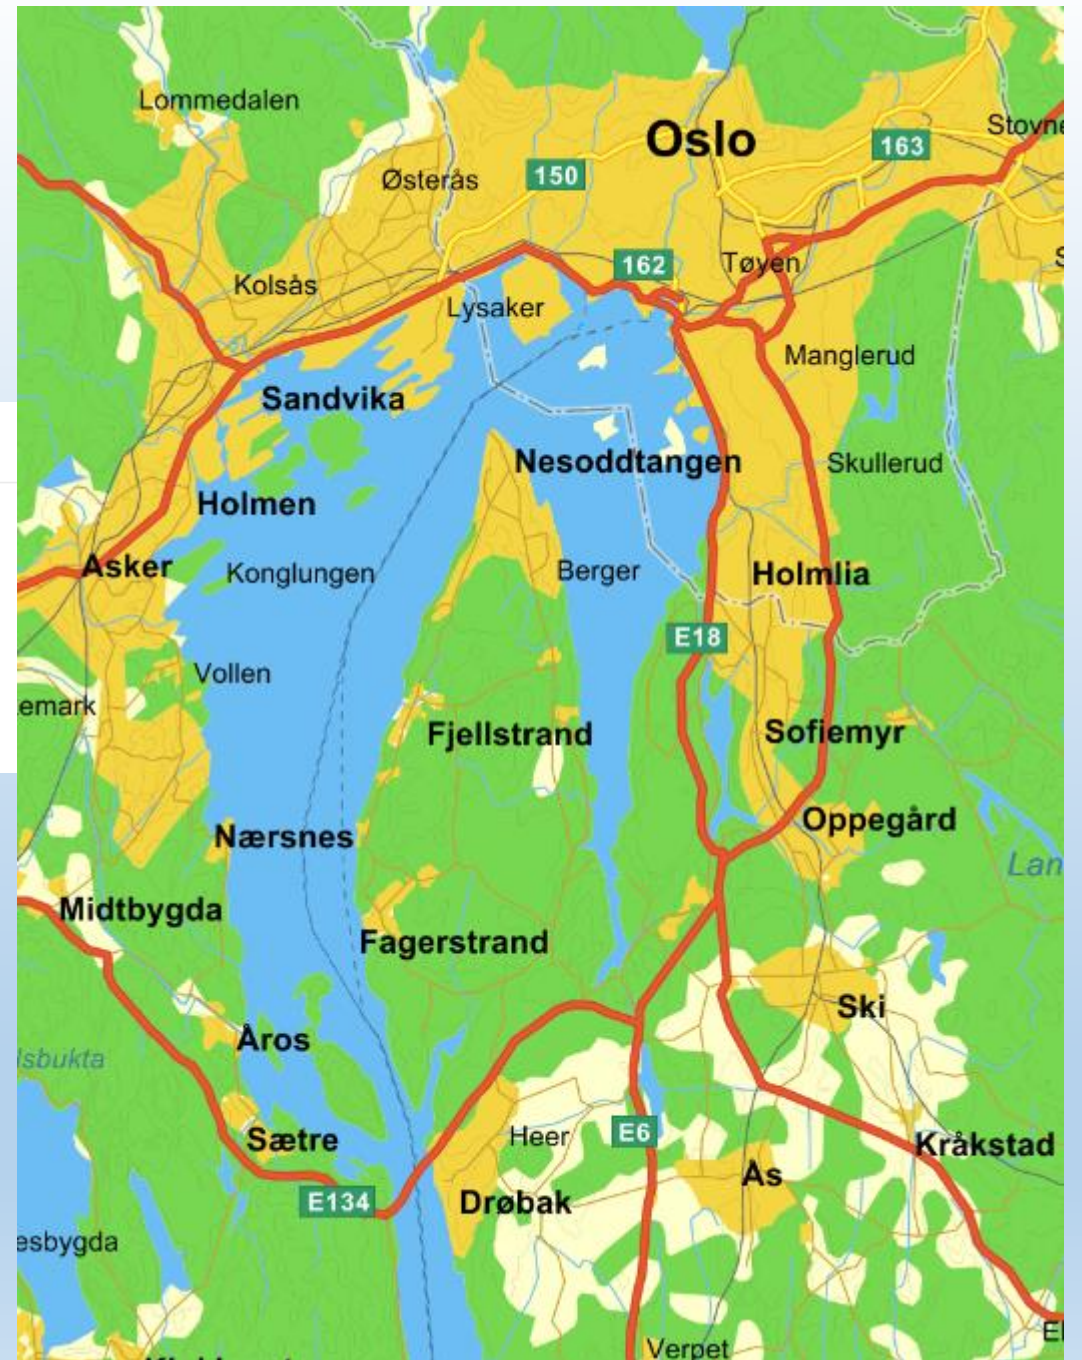 Lommedalen
Oslo
163
Stovne
Østerås
150
Tøyen
162
Kolsås
Lysaker
Manglerud
Sandvika
Nesoddtangen
Skullerud
Holmen
Asker
Konglungen
Berger
Holmlia
E18
Vollen
emark
Fjellstrand
Sofiemyr
Oppegård
Nærsnes
Lan
Midtbygda
Fagerstrand
Ski
Åros
lsbukta
Sætre
Heer
E6
Kråkstad
Ås
E134
Drøbak
esbygda
Verpet